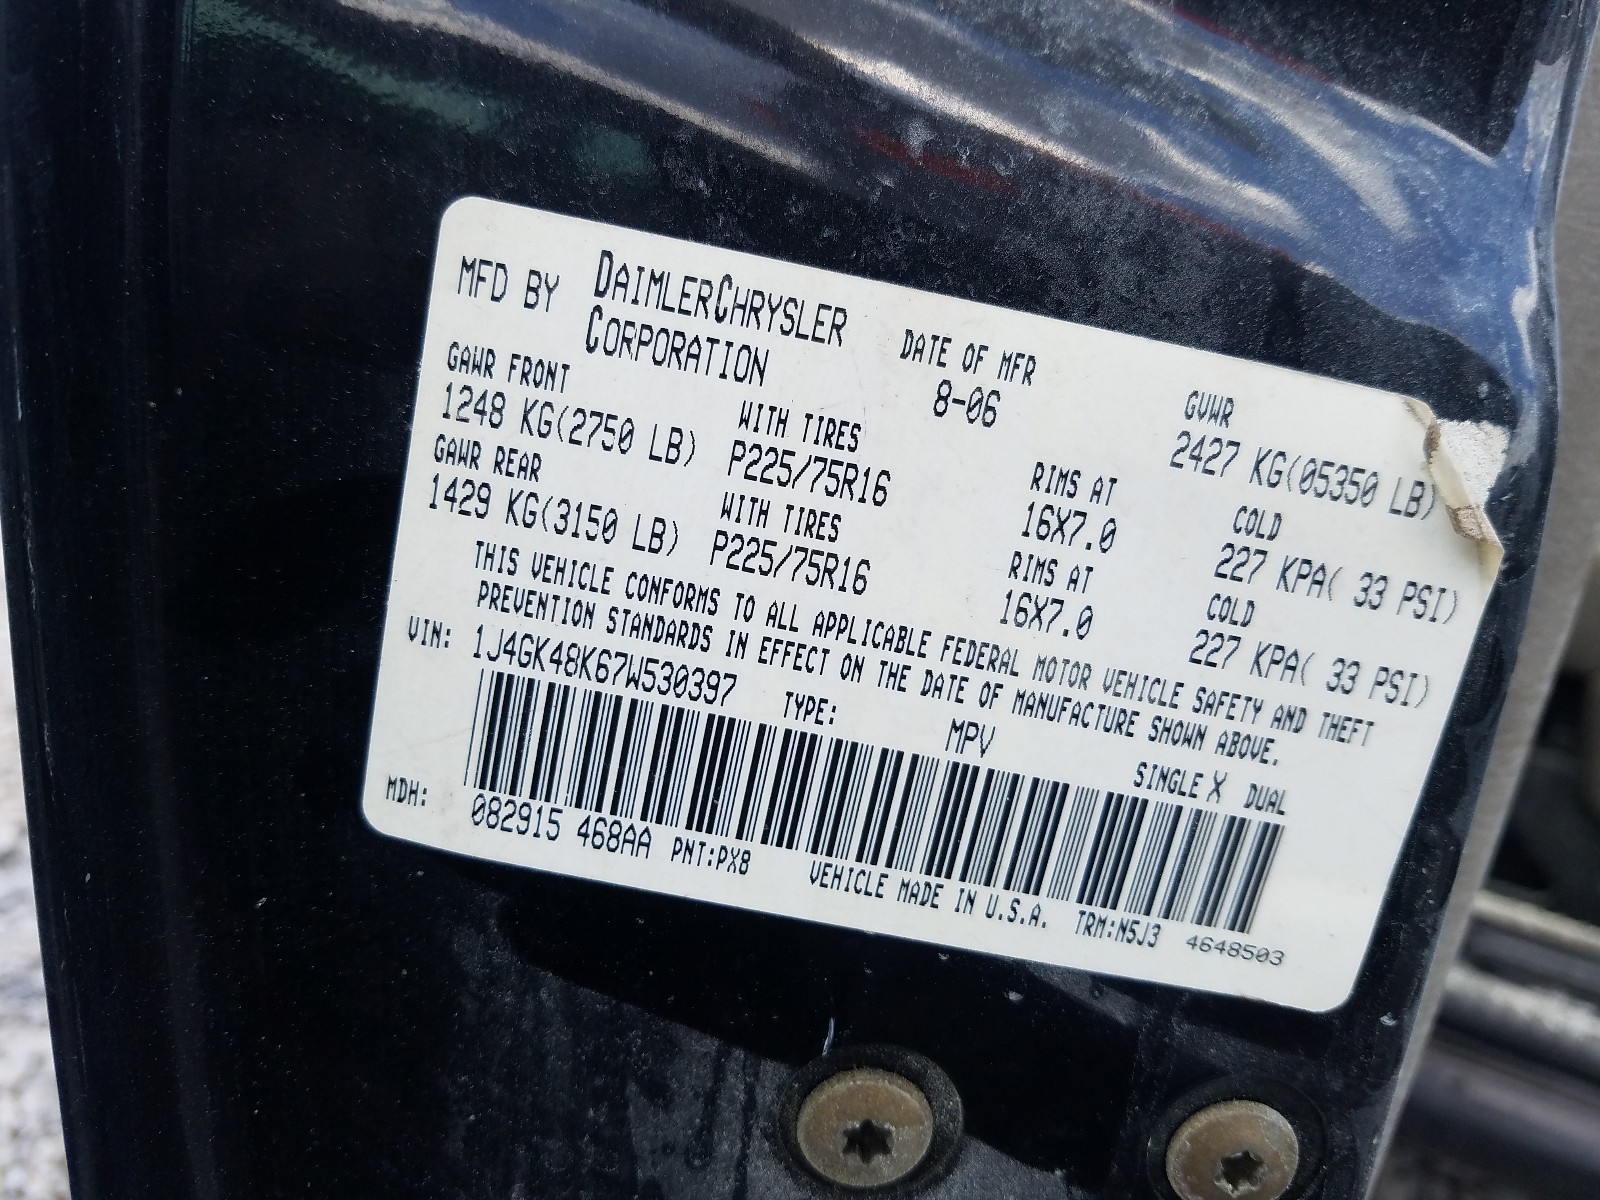 MFD BY DAIMLERCHRYSLER CORPORATION DATE OF MFR 8-06 GVWR 2427 KG(05350 LB)
GAWR FRONT WITH TIRES RIMS AT COLD
1248 KG(2750 LB) P225/75R16 16X7.0 227 KPA( 33 PSI)
GAWR REAR WITH TIRES RIMS AT COLD
1429 KG(3150 LB) P225/75R16 16X7.0 227 KPA( 33 PSI)
THIS VEHICLE CONFORMS TO ALL APPLICABLE FEDERAL MOTOR VEHICLE SAFETY AND THEFT
PREVENTION STANDARDS IN EFFECT ON THE DATE OF MANUFACTURE SHOWN ABOVE.
VIN: 1J4GK48K67W530397 TYPE: MPV SINGLE X DUAL
MDH: 082915 468AA PNT:PX8 VEHICLE MADE IN U.S.A. TRM:N5J3 4648503